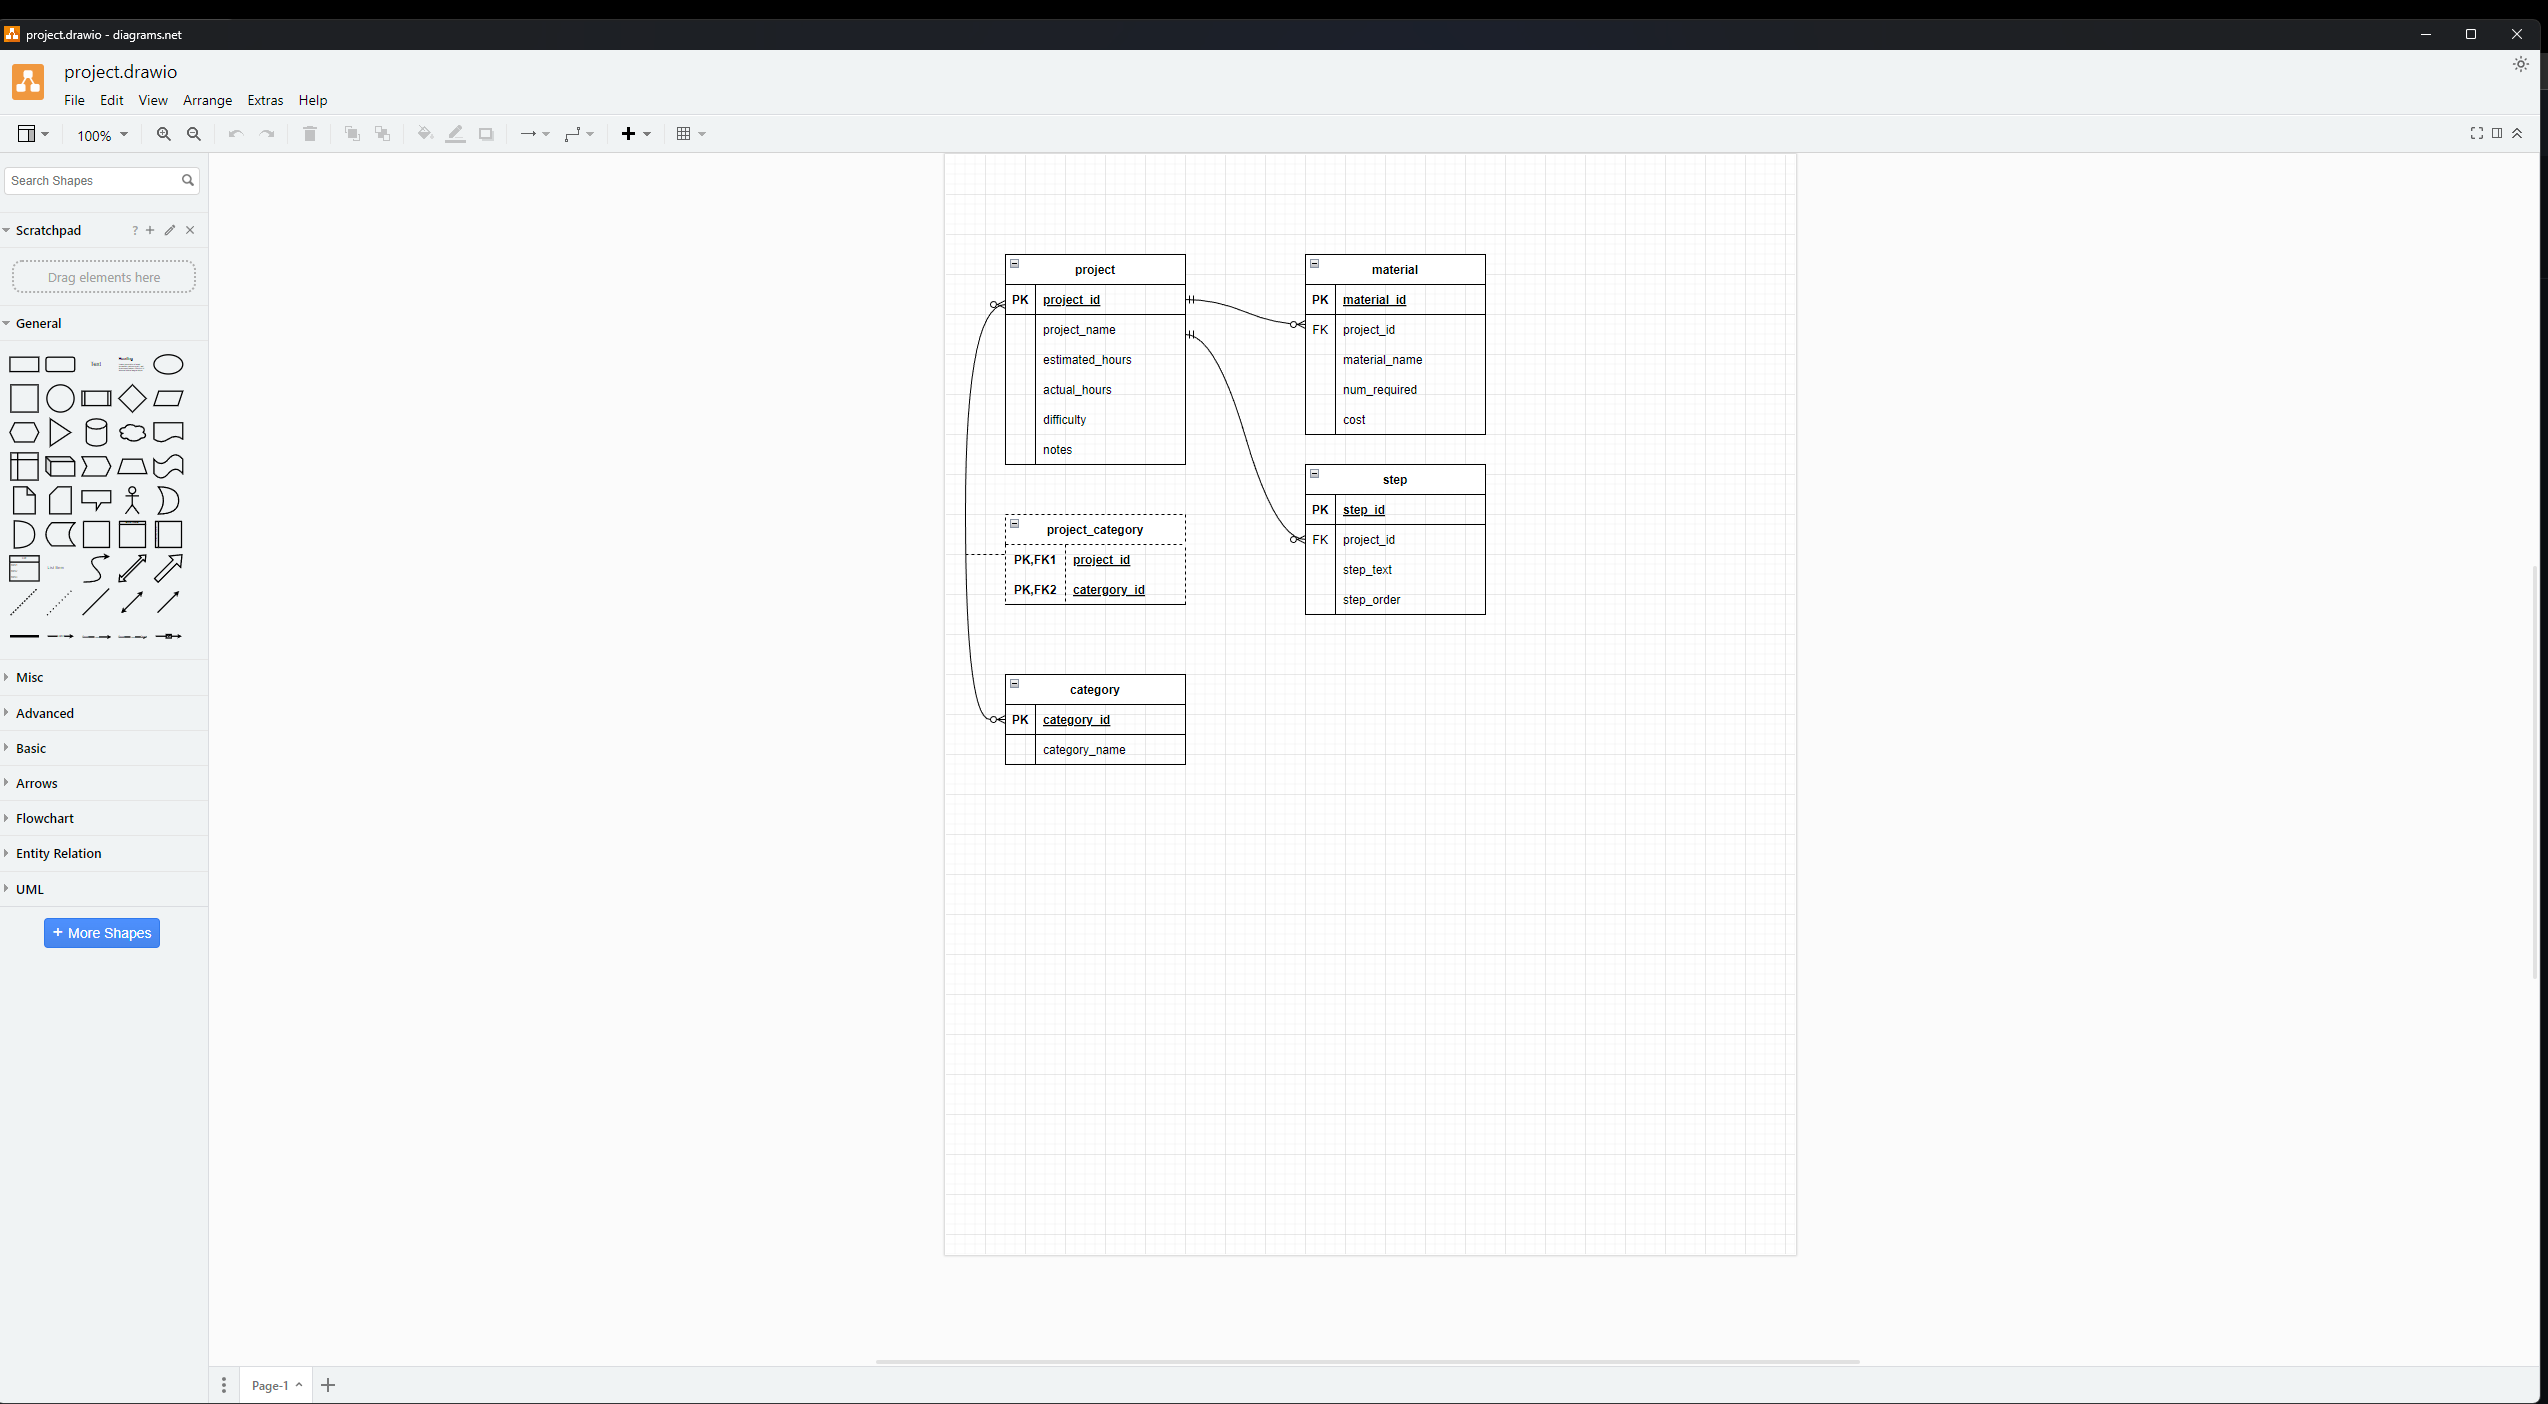 project.drawio - diagrams.net
project.drawio
File Edit View Arrange Extras Help
100%
Search Shapes
Scratchpad ?
Drag elements here
General
Text
Heading
Misc
Advanced
Basic
Arrows
Flowchart
Entity Relation
UML
+ More Shapes
project
PK project_id
project_name
estimated_hours
actual_hours
difficulty
notes
material
PK material_id
FK project_id
material_name
num_required
cost
step
PK step_id
FK project_id
step_text
step_order
project_category
PK,FK1 project_id
PK,FK2 catergory_id
category
PK category_id
category_name
Page-1